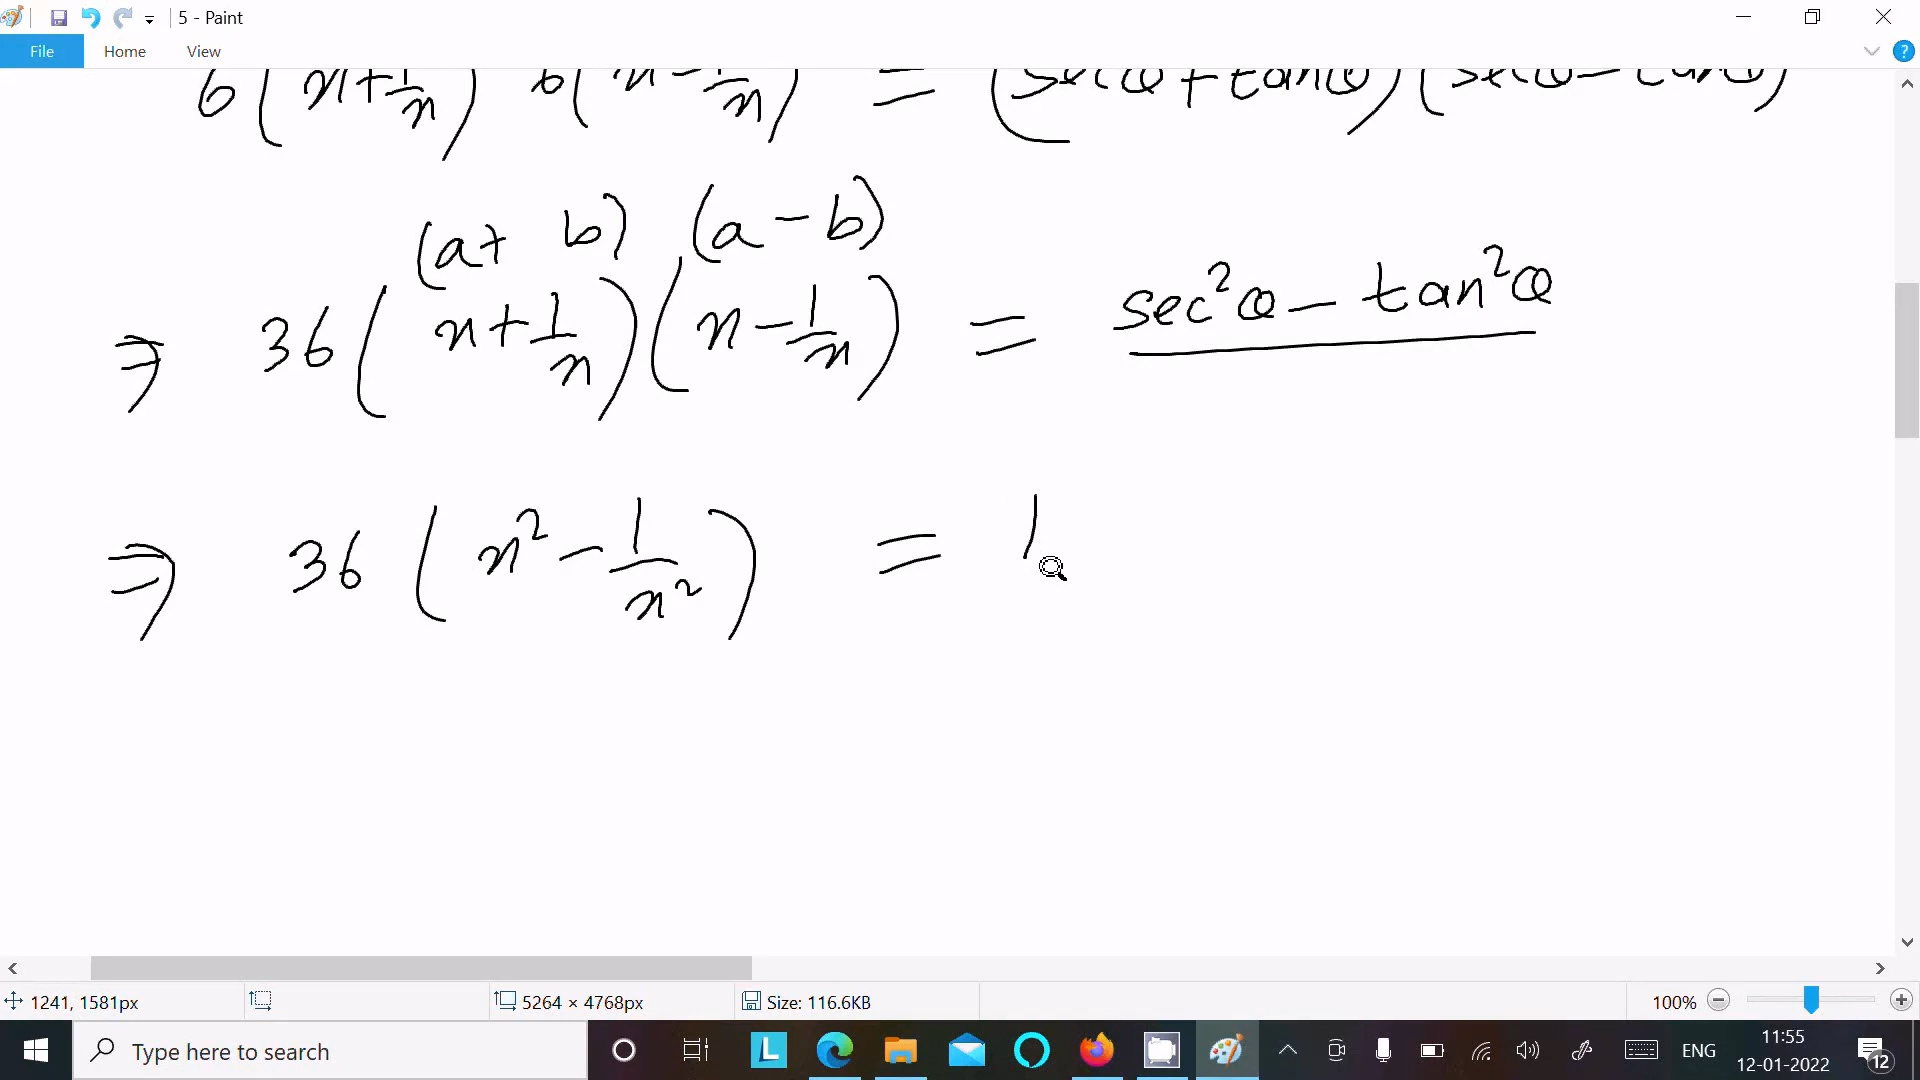 5 - Paint
File Home View
6(x+1/x) 6(x-1/x) = (secθ+tanθ)(secθ-tanθ)
(a+ b) (a-b)
⇒ 36(x+1/x)(x-1/x) = sec²θ - tan²θ
⇒ 36(x²-1/x²) = 1
1241, 1581px 5264 × 4768px Size: 116.6KB 100%
Type here to search L ENG 11:55
12-01-2022 12